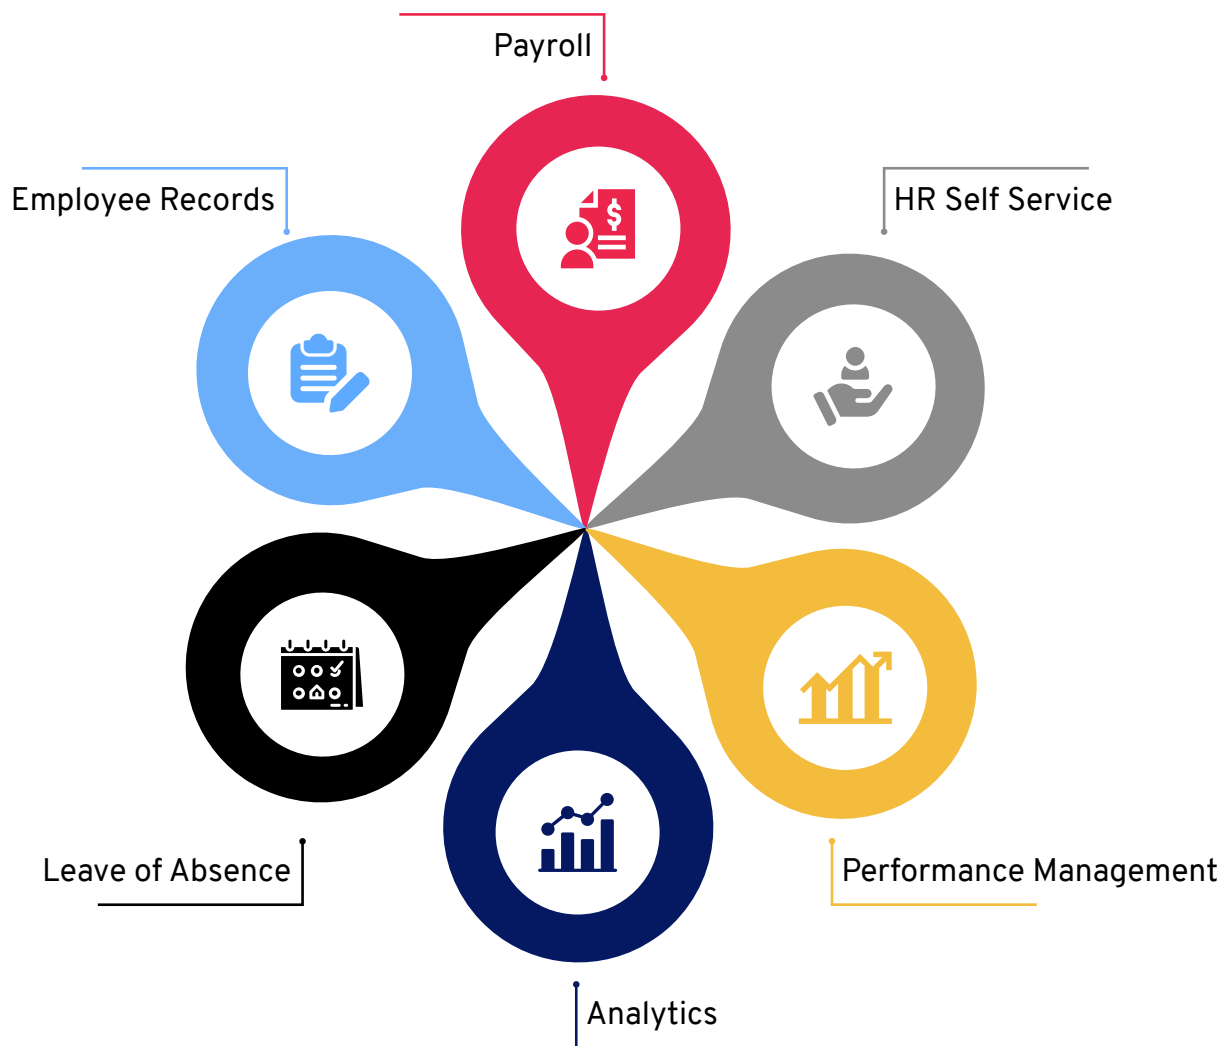 Payroll
Employee Records
HR Self Service
$
Leave of Absence
Performance Management
Analytics